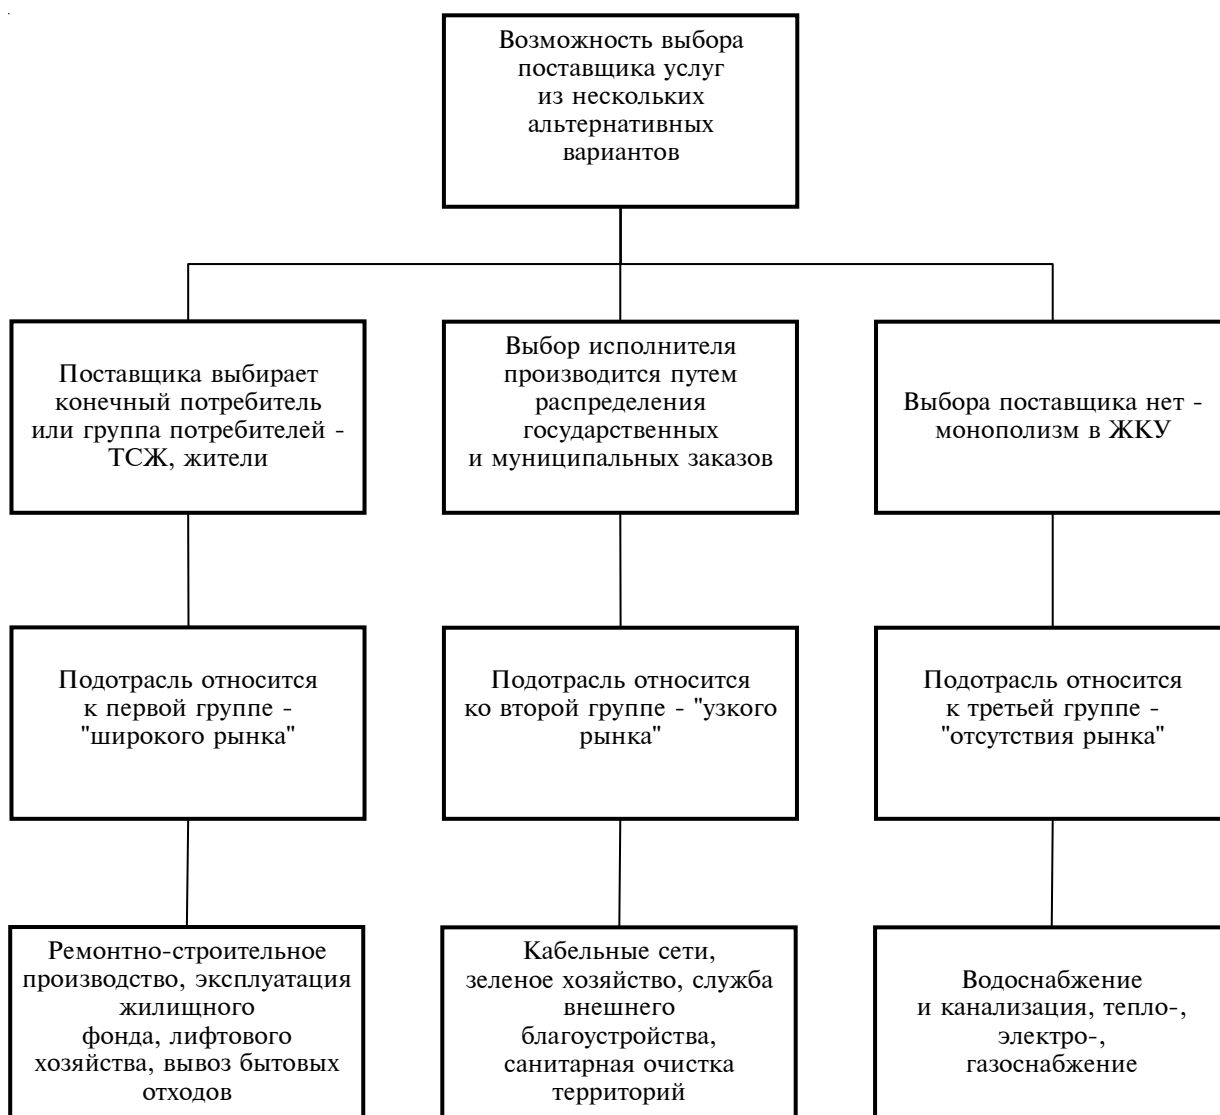 Возможность выбора
поставщика услуг
из нескольких
альтернативных
вариантов
Поставщика выбирает
конечный потребитель
или группа потребителей -
ТСЖ, жители
Выбор исполнителя
производится путем
распределения
государственных
и муниципальных заказов
Выбора поставщика нет -
монополизм в ЖКУ
Подотрасль относится
к первой группе -
"широкого рынка"
Подотрасль относится
ко второй группе - "узкого
рынка"
Подотрасль относится
к третьей группе -
"отсутствия рынка"
Ремонтно-строительное
производство, эксплуатация
жилищного
фонда, лифтового
хозяйства, вывоз бытовых
отходов
Кабельные сети,
зеленое хозяйство, служба
внешнего
благоустройства,
санитарная очистка
территорий
Водоснабжение
и канализация, тепло-,
электро-,
газоснабжение